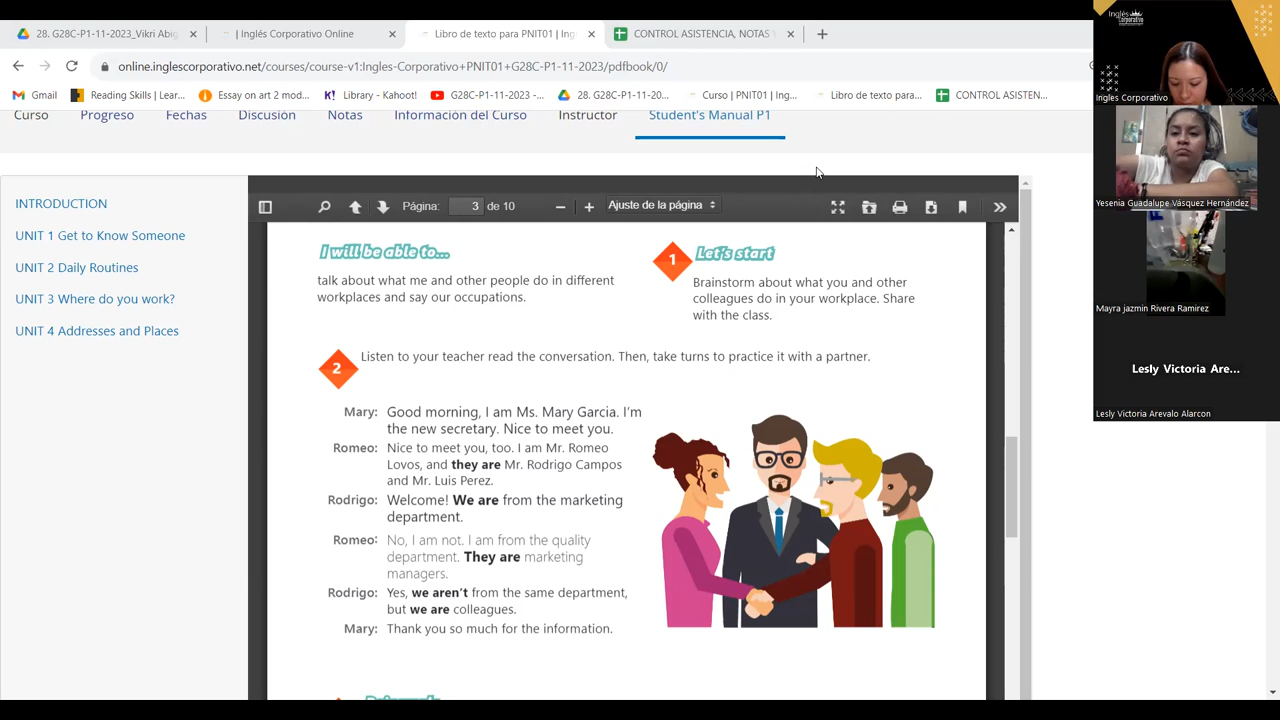 28. G28C-P1-11-2023_Vikri Abig
| Inglés Corporativo Online
Libro de texto para PNIT01 | Ing
CONTROL ASISTENCIA, NOTAS Y
online.inglescorporativo.net/courses/course-v1:Ingles-Corporativo+PNIT01+G28C-P1-11-2023/pdfbook/0/
Gmail
Reading Skills | Lear...
Essay on art 2 mod...
Library - Kahoot!
G28C-P1-11-2023 -...
28. G28C-P1-11-20...
Curso | PNIT01 | Ing...
Libro de texto para...
CONTROL ASISTEN...
Curso
Progreso
Fechas
Discusión
Notas
Información del Curso
Instructor
Student's Manual P1
INTRODUCTION
UNIT 1 Get to Know Someone
UNIT 2 Daily Routines
UNIT 3 Where do you work?
UNIT 4 Addresses and Places
Página: 3 de 10
Ajuste de la página
I will be able to...
talk about what me and other people do in different
workplaces and say our occupations.
1 Let's start
Brainstorm about what you and other
colleagues do in your workplace. Share
with the class.
2 Listen to your teacher read the conversation. Then, take turns to practice it with a partner.
Mary: Good morning, I am Ms. Mary Garcia. I'm
the new secretary. Nice to meet you.
Romeo: Nice to meet you, too. I am Mr. Romeo
Lovos, and they are Mr. Rodrigo Campos
and Mr. Luis Perez.
Rodrigo: Welcome! We are from the marketing
department.
Romeo: No, I am not. I am from the quality
department. They are marketing
managers.
Rodrigo: Yes, we aren't from the same department,
but we are colleagues.
Mary: Thank you so much for the information.
Inglés
Corporativo
Ingles Corporativo
Yesenia Guadalupe Vásquez Hernández
Mayra jazmin Rivera Ramirez
Lesly Victoria Are...
Lesly Victoria Arevalo Alarcon